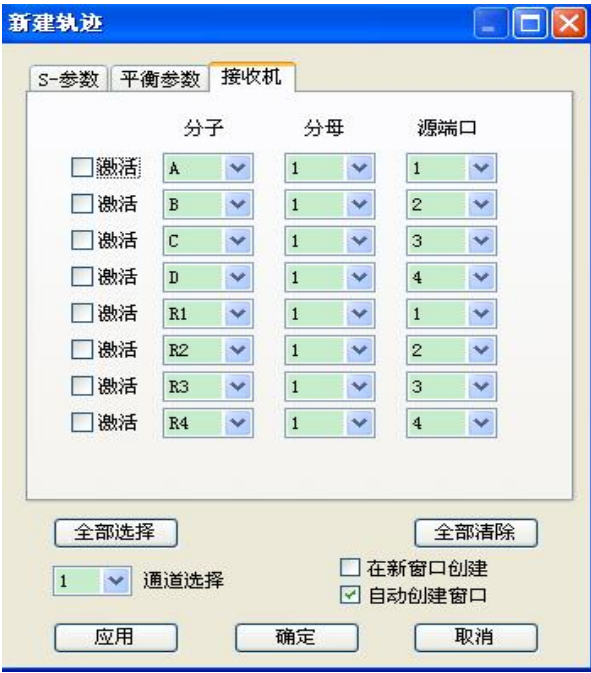 新建轨迹
S-参数 平衡参数 接收机
分子 分母 源端口
激活 A 1 1
激活 B 1 2
激活 C 1 3
激活 D 1 4
激活 R1 1 1
激活 R2 1 2
激活 R3 1 3
激活 R4 1 4
全部选择 全部清除
1 通道选择 在新窗口创建
自动创建窗口
应用 确定 取消